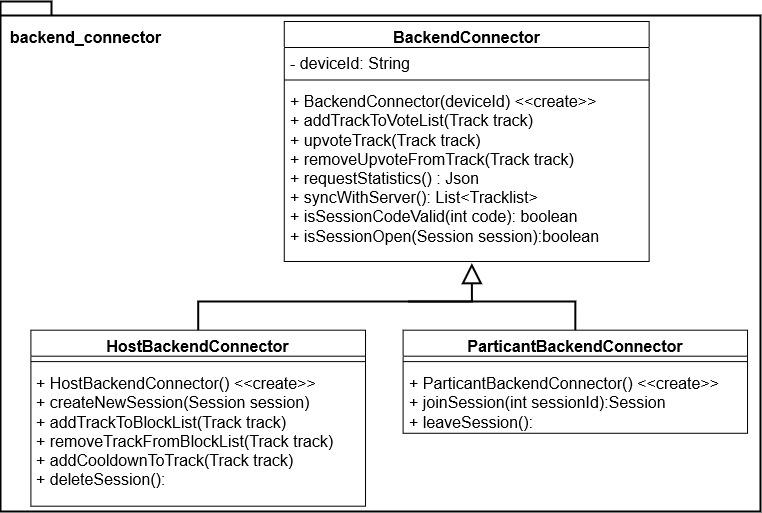 backend_connector
BackendConnector
- deviceId: String
+ BackendConnector(deviceId) <<create>>
+ addTrackToVoteList(Track track)
+ upvoteTrack(Track track)
+ removeUpvoteFromTrack(Track track)
+ requestStatistics() : Json
+ syncWithServer(): List<Tracklist>
+ isSessionCodeValid(int code): boolean
+ isSessionOpen(Session session):boolean
HostBackendConnector
+ HostBackendConnector() <<create>>
+ createNewSession(Session session)
+ addTrackToBlockList(Track track)
+ removeTrackFromBlockList(Track track)
+ addCooldownToTrack(Track track)
+ deleteSession():
ParticantBackendConnector
+ ParticantBackendConnector() <<create>>
+ joinSession(int sessionId):Session
+ leaveSession():